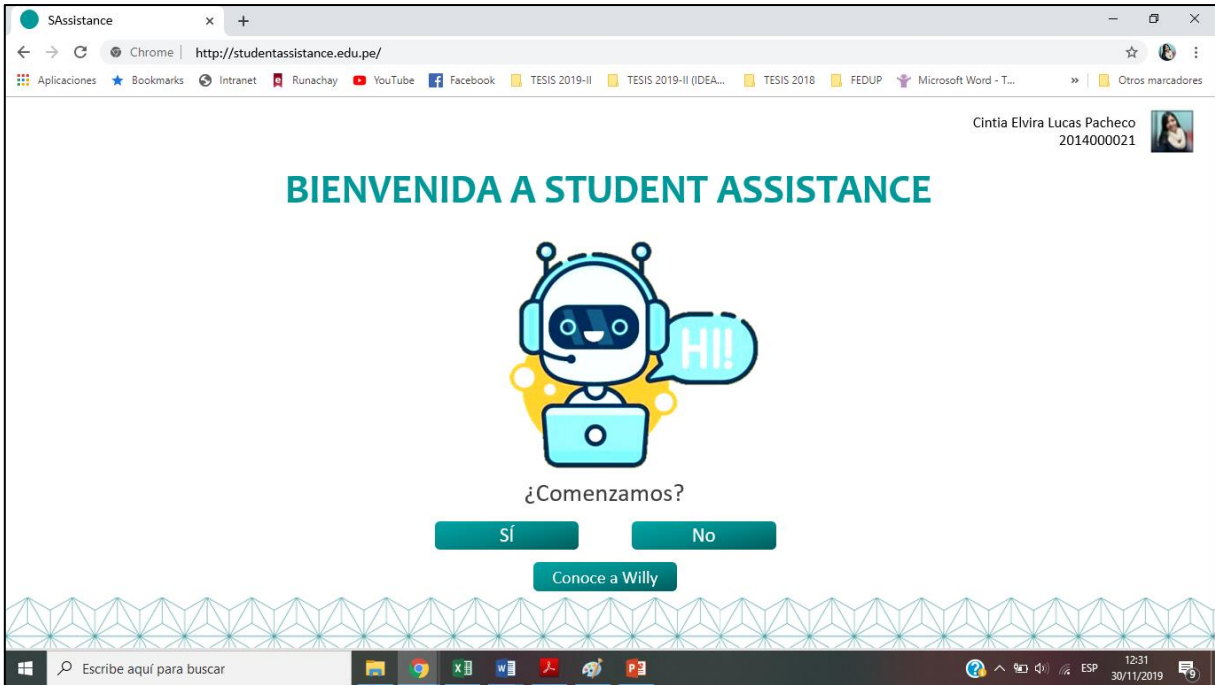 SAssistance
Chrome http://studentassistance.edu.pe/
Aplicaciones Bookmarks Intranet Runachay YouTube Facebook TESIS 2019-II TESIS 2019-II (IDEA... TESIS 2018 FEDUP Microsoft Word - T... » Otros marcadores
Cintia Elvira Lucas Pacheco
2014000021
BIENVENIDA A STUDENT ASSISTANCE
HI!
¿Comenzamos?
SÍ No
Conoce a Willy
Escribe aquí para buscar
ESP
12:31
30/11/2019
9